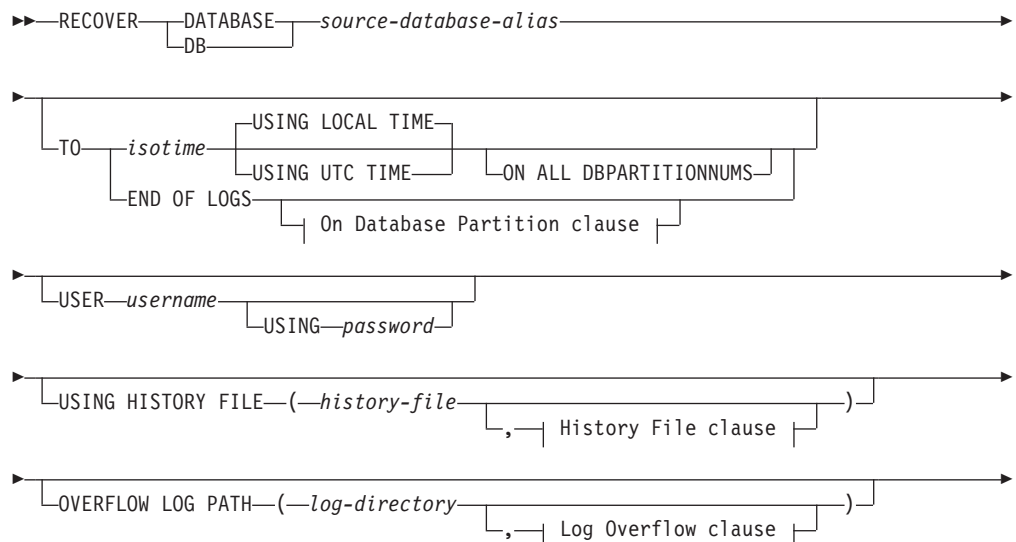 RECOVER DATABASE source-database-alias
DB
USING LOCAL TIME
TO isotime
USING UTC TIME ON ALL DBPARTITIONNUMS
END OF LOGS
On Database Partition clause
USER username
USING password
USING HISTORY FILE ( history-file )
, History File clause
OVERFLOW LOG PATH ( log-directory )
, Log Overflow clause